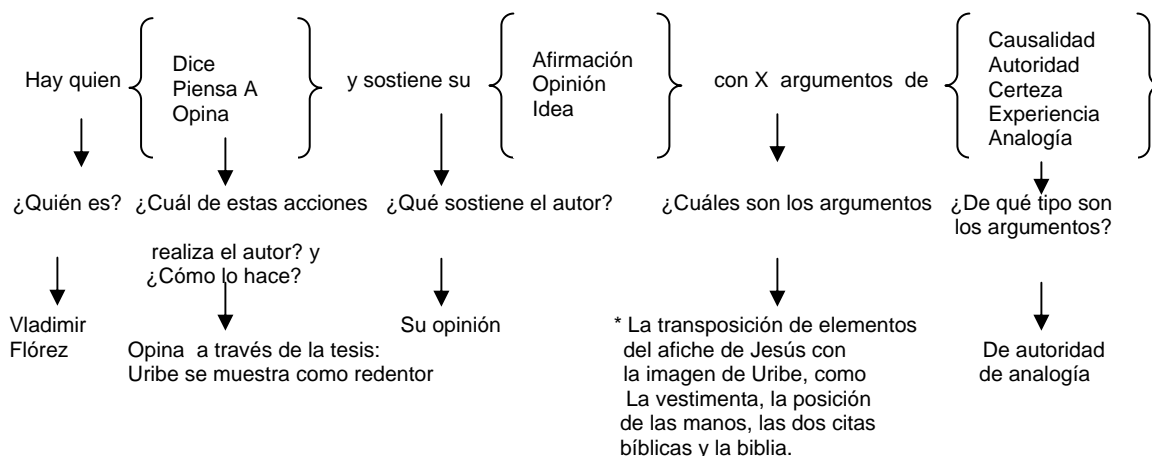 Hay quien
Dice
Piensa A
Opina
y sostiene su
Afirmación
Opinión
Idea
con X argumentos de
Causalidad
Autoridad
Certeza
Experiencia
Analogía
¿Quién es?
¿Cuál de estas acciones
realiza el autor? y
¿Cómo lo hace?
¿Qué sostiene el autor?
¿Cuáles son los argumentos
¿De qué tipo son
los argumentos?
Vladimir
Flórez
Opina a través de la tesis:
Uribe se muestra como redentor
Su opinión
* La transposición de elementos
del afiche de Jesús con
la imagen de Uribe, como
La vestimenta, la posición
de las manos, las dos citas
bíblicas y la biblia.
De autoridad
de analogía